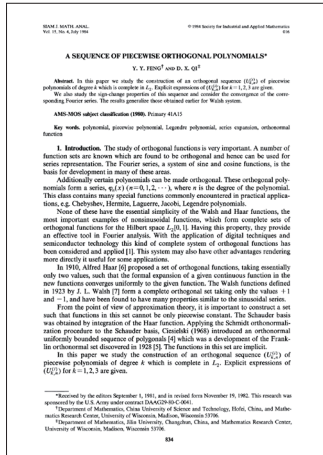 SIAM J. MATH. ANAL.
Vol. 15, No. 4, July 1984
© 1984 Society for Industrial and Applied Mathematics
A SEQUENCE OF PIECEWISE ORTHOGONAL POLYNOMIALS*
Y. Y. FENG† AND D. X. QI‡
Abstract. In this paper we study the construction of an orthogonal sequence of piecewise
polynomials of degree k which is complete in L₂. Explicit expressions of for k = 1, 2, 3 are given.
We also study the sign-change properties of this sequence and consider the convergence of the corre-
sponding Fourier series. The results generalize those obtained earlier for Walsh system.
AMS-MOS subject classification (1980). Primary 41A15
Key words. polynomial, piecewise polynomial, Legendre polynomial, series expansion, orthonormal
function
1. Introduction. The study of orthogonal functions is very important. A number of
function sets are known which are found to be orthogonal and hence can be used for
series representation. The Fourier series, a system of sine and cosine functions, is the
basis for development in many of these areas.
Additionally certain polynomials can be made orthogonal. These orthogonal poly-
nomials form a series, φₙ(x) (n=0,1,2,···), where n is the degree of the polynomial.
This class contains many special functions commonly encountered in practical applica-
tions, e.g. Chebyshev, Hermite, Laguerre, Jacobi, Legendre polynomials.
None of these have the essential simplicity of the Walsh and Haar functions, the
most important examples of nonsinusoidal functions, which form complete sets of
orthogonal functions for the Hilbert space L₂[0,1]. Having this property, they provide
an effective tool in Fourier analysis. With the application of digital techniques and
semiconductor technology this kind of complete system of orthogonal functions has
been considered and applied [1]. This system may also have other advantages rendering
more directly it useful for some applications.
In 1910, Alfred Haar [6] proposed a set of orthogonal functions, taking essentially
only two values, such that the formal expansion of a given continuous function in the
new functions converges uniformly to the given function. The Walsh functions defined
in 1923 by J. L. Walsh [7] form a complete orthogonal set taking only the values +1
and −1, and have been found to have many properties similar to the sinusoidal series.
From the point of view of approximation theory, it is important to construct a set
such that functions in this set cannot be only piecewise constant. The Schauder basis
was obtained by integration of the Haar function. Applying the Schmidt orthonormali-
zation procedure to the Schauder basis, Ciesielski (1968) introduced an orthonormal
uniformly bounded sequence of polygonals [4] which was a development of the Frank-
lin orthonormal set discovered in 1928 [5]. The functions in this set are implicit.
In this paper we study the construction of an orthogonal sequence of
piecewise polynomials of degree k which is complete in L₂. Explicit expressions of
for k = 1, 2, 3 are given.
*Received by the editors September 1, 1981, and in revised form November 19, 1982. This research was
sponsored by the U.S. Army under contract DAAG29-80-C-0041.
†Department of Mathematics, China University of Science and Technology, Hofei, China, and Mathe-
matics Research Center, University of Wisconsin, Madison, Wisconsin 53706.
‡Department of Mathematics, Jilin University, Changchun, China, and Mathematics Research Center,
University of Wisconsin, Madison, Wisconsin 53706.
834